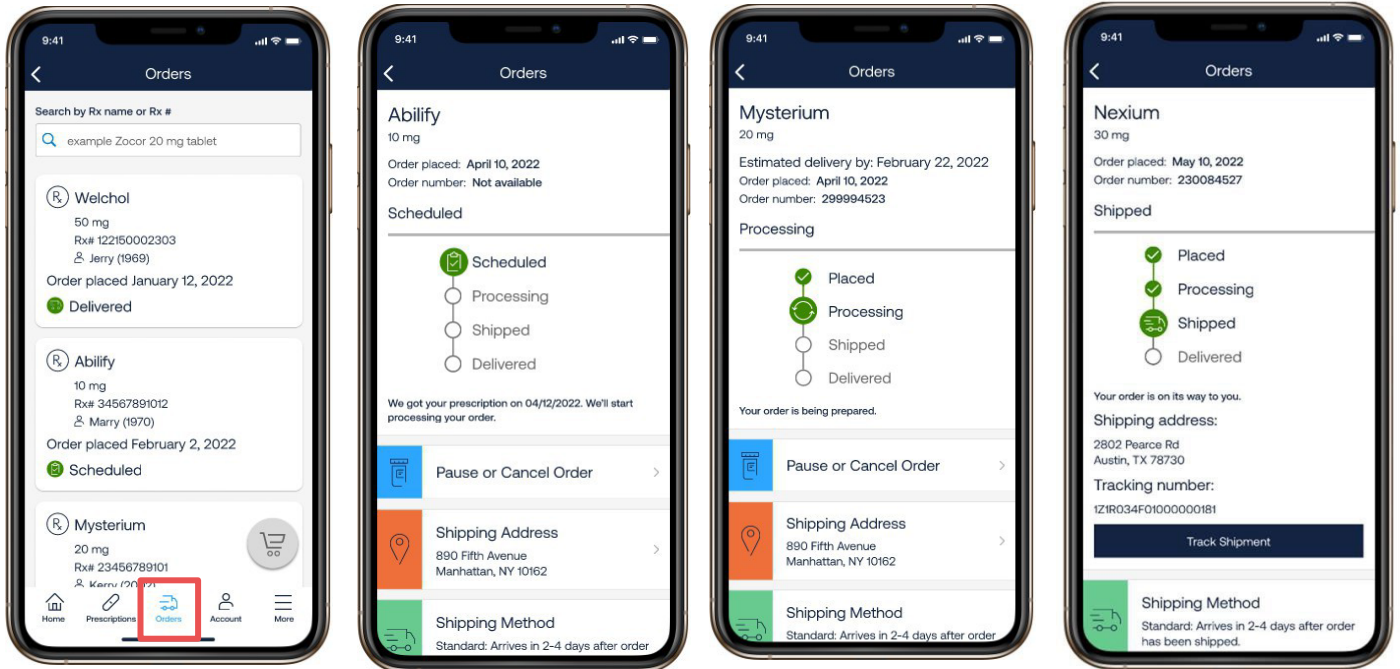 9:41
Orders
Search by Rx name or Rx #
example Zocor 20 mg tablet
Welchol
50 mg
Rx# 122150002303
Jerry (1969)
Order placed January 12, 2022
Delivered
Abilify
10 mg
Rx# 34567891012
Marry (1970)
Order placed February 2, 2022
Scheduled
Mysterium
20 mg
Rx# 23456789101
Kerry
Home
Prescriptions
Orders
Account
More
9:41
Orders
Abilify
10 mg
Order placed: April 10, 2022
Order number: Not available
Scheduled
Scheduled
Processing
Shipped
Delivered
We got your prescription on 04/12/2022. We'll start
processing your order.
Pause or Cancel Order
Shipping Address
890 Fifth Avenue
Manhattan, NY 10162
Shipping Method
Standard: Arrives in 2-4 days after order
9:41
Orders
Mysterium
20 mg
Estimated delivery by: February 22, 2022
Order placed: April 10, 2022
Order number: 299994523
Processing
Placed
Processing
Shipped
Delivered
Your order is being prepared.
Pause or Cancel Order
Shipping Address
890 Fifth Avenue
Manhattan, NY 10162
Shipping Method
Standard: Arrives in 2-4 days after order
9:41
Orders
Nexium
30 mg
Order placed: May 10, 2022
Order number: 230084527
Shipped
Placed
Processing
Shipped
Delivered
Your order is on its way to you.
Shipping address:
2802 Pearce Rd
Austin, TX 78730
Tracking number:
1Z1R034F01000000181
Track Shipment
Shipping Method
Standard: Arrives in 2-4 days after order
has been shipped.